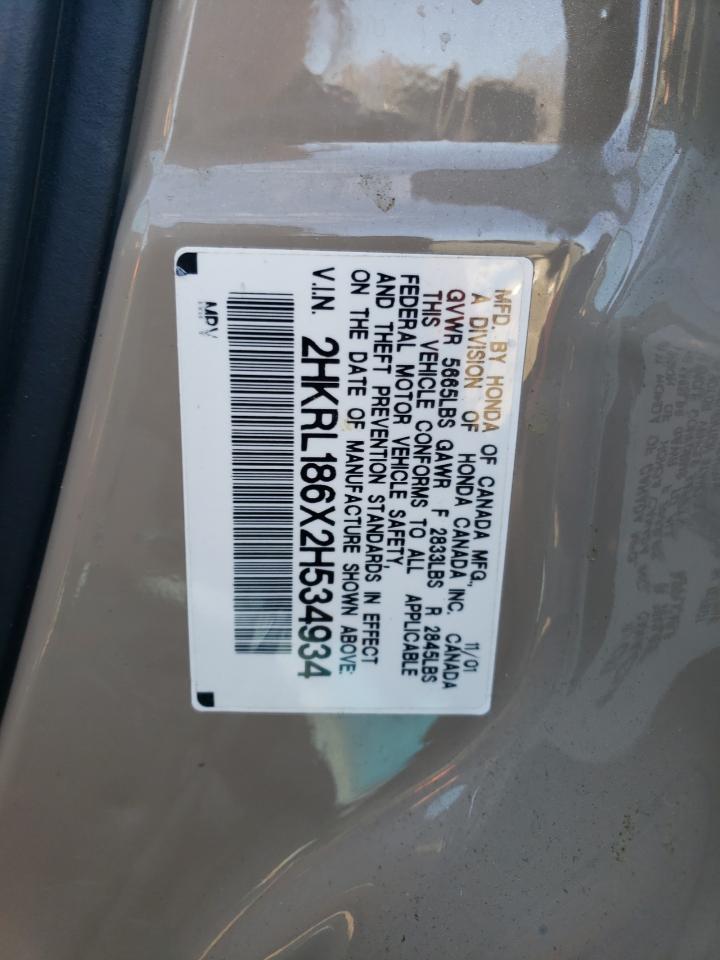 MFD. BY HONDA OF CANADA MFG., 11/01
A DIVISION OF HONDA CANADA INC. CANADA
GVWR 5665LBS GAWR F 2833LBS R 2845LBS
THIS VEHICLE CONFORMS TO ALL APPLICABLE
FEDERAL MOTOR VEHICLE SAFETY,
AND THEFT PREVENTION STANDARDS IN EFFECT
ON THE DATE OF MANUFACTURE SHOWN ABOVE:
V.I.N. 2HKRL186X2H534934
MPV